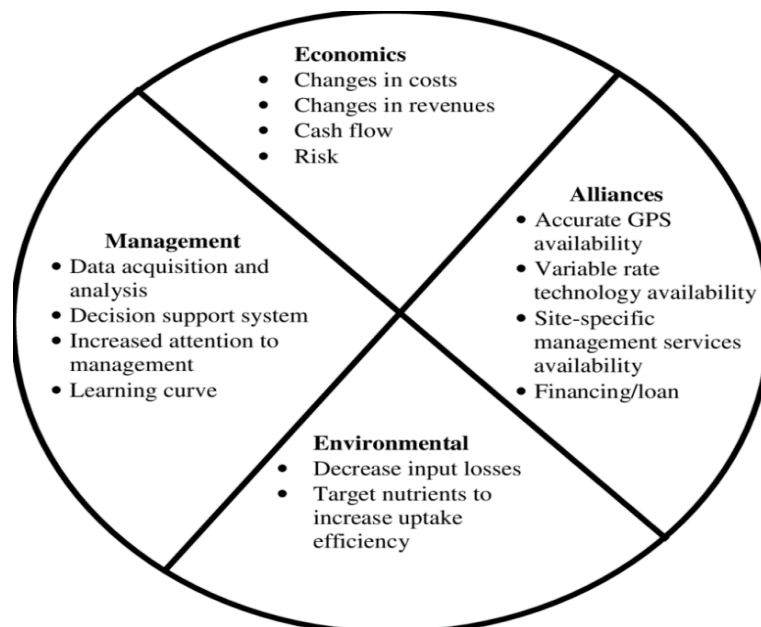 Economics
• Changes in costs
• Changes in revenues
• Cash flow
• Risk
Management
• Data acquisition and
analysis
• Decision support system
• Increased attention to
management
• Learning curve
Alliances
• Accurate GPS
availability
• Variable rate
technology availability
• Site-specific
management services
availability
• Financing/loan
Environmental
• Decrease input losses
• Target nutrients to
increase uptake
efficiency